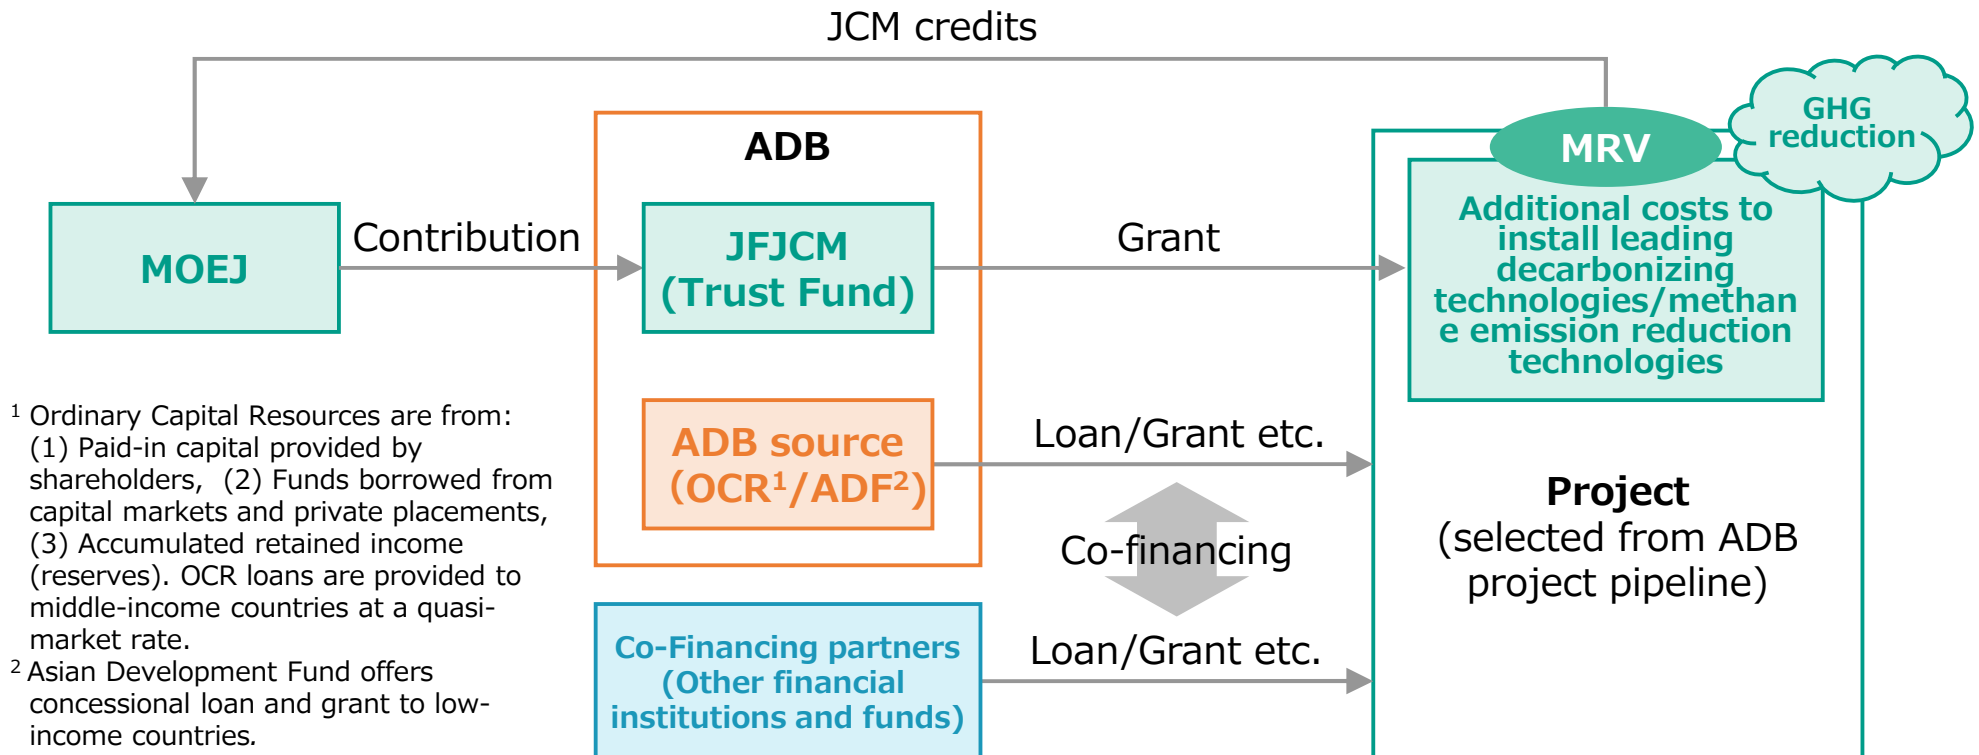 JCM credits
ADB
MRV
GHG
reduction
MOEJ
Contribution
JFJCM
(Trust Fund)
Grant
Additional costs to
install leading
decarbonizing
technologies/methan
e emission reduction
technologies
ADB source
(OCR¹/ADF²)
Loan/Grant etc.
Co-financing
Project
(selected from ADB
project pipeline)
Co-Financing partners
(Other financial
institutions and funds)
Loan/Grant etc.
¹ Ordinary Capital Resources are from:
(1) Paid-in capital provided by
shareholders, (2) Funds borrowed from
capital markets and private placements,
(3) Accumulated retained income
(reserves). OCR loans are provided to
middle-income countries at a quasi-
market rate.
² Asian Development Fund offers
concessional loan and grant to low-
income countries.